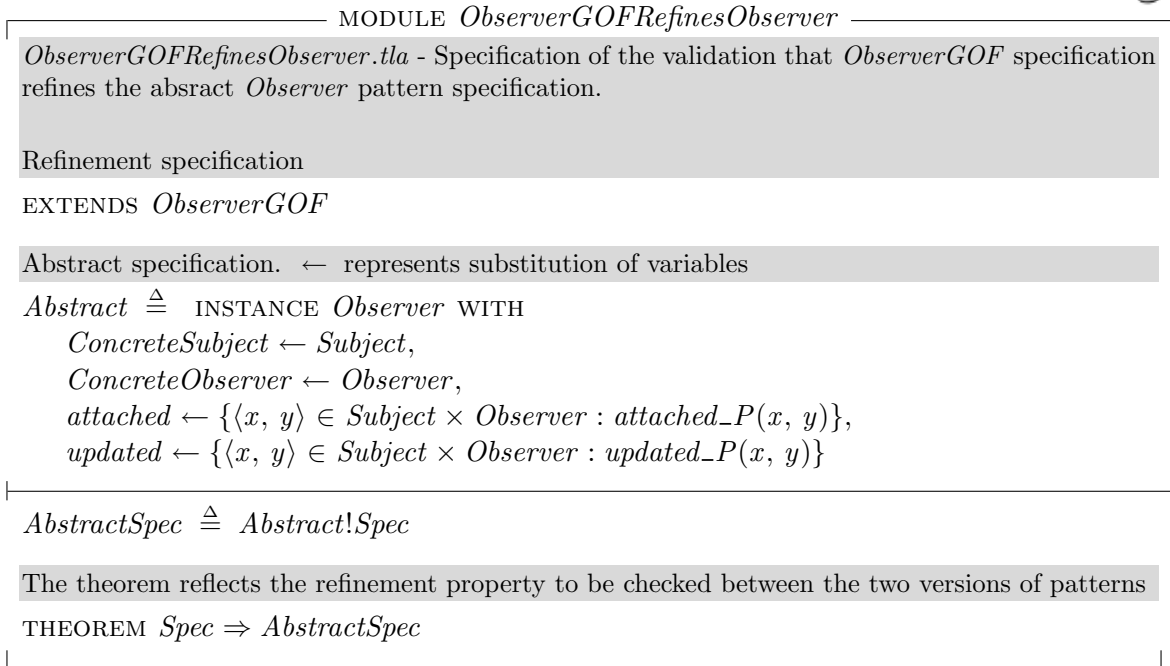 MODULE ObserverGOFRefinesObserver
ObserverGOFRefinesObserver.tla - Specification of the validation that ObserverGOF specification
refines the absract Observer pattern specification.
Refinement specification
EXTENDS ObserverGOF
Abstract specification. ← represents substitution of variables
Abstract ≜ INSTANCE Observer WITH
ConcreteSubject ← Subject,
ConcreteObserver ← Observer,
attached ← {⟨x, y⟩ ∈ Subject × Observer : attached_P(x, y)},
updated ← {⟨x, y⟩ ∈ Subject × Observer : updated_P(x, y)}
AbstractSpec ≜ Abstract!Spec
The theorem reflects the refinement property to be checked between the two versions of patterns
THEOREM Spec ⇒ AbstractSpec